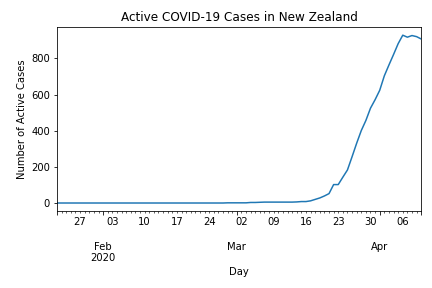 Active COVID-19 Cases in New Zealand
Number of Active Cases
800
600
400
200
0
27 03 10 17 24 02 09 16 23 30 06
Feb Mar Apr
2020
Day